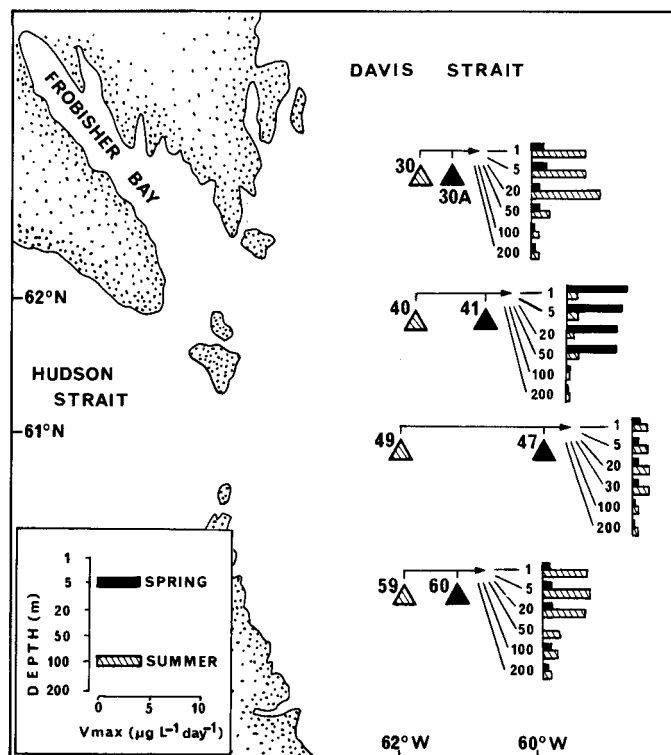 DAVIS STRAIT
FROBISHER BAY
30
30A
1
5
20
50
100
200
62°N
40
41
1
5
20
50
100
200
HUDSON
STRAIT
61°N
49
47
1
5
20
30
100
200
59
60
1
5
20
50
100
200
DEPTH (m)
1
5
20
50
100
200
SPRING
SUMMER
0 10
Vmax (µg L⁻¹ day⁻¹)
62°W
60°W